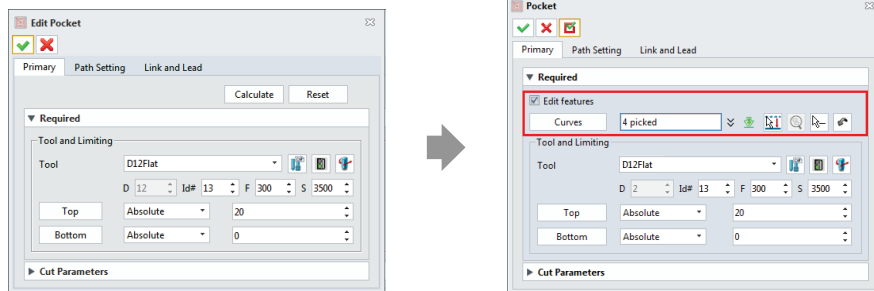 Edit Pocket
Primary Path Setting Link and Lead
Calculate Reset
Required
Tool and Limiting
Tool D12Flat
D 12 Id# 13 F 300 S 3500
Top Absolute 20
Bottom Absolute 0
Cut Parameters
Pocket
Primary Path Setting Link and Lead
Required
Edit features
Curves 4 picked
Tool and Limiting
Tool D12Flat
D 2 Id# 13 F 300 S 3500
Top Absolute 20
Bottom Absolute 0
Cut Parameters